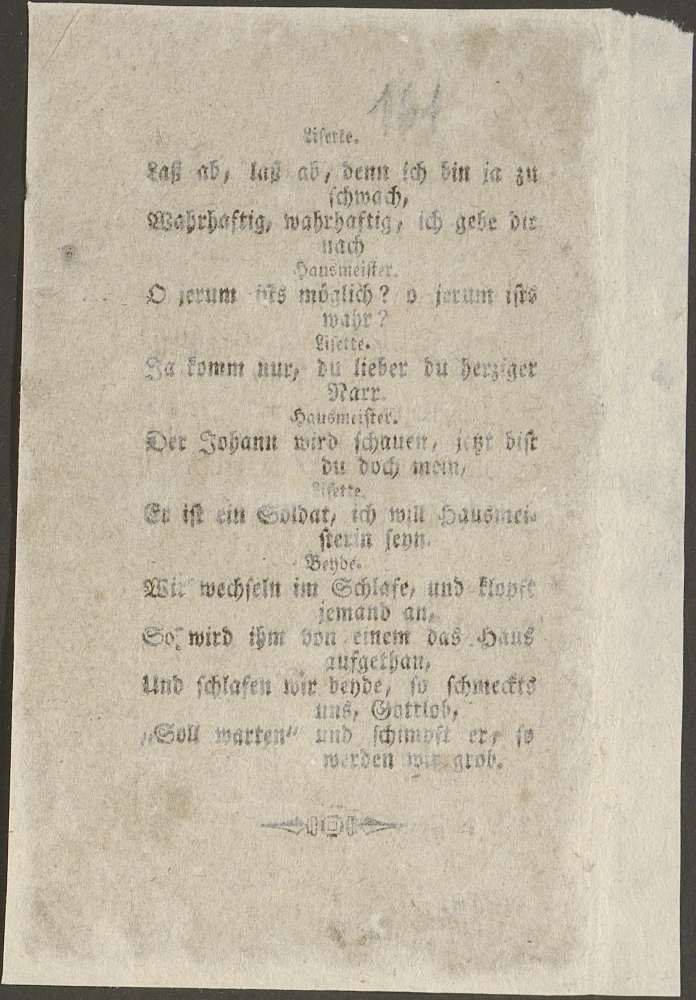 161
Lisette.
Laß ab, laß ab, denn ich bin ja zu
schwach,
Wahrhaftig, wahrhaftig, ich gebe dir
nach
Hausmeister.
O jerum ists möglich? o jerum ists
wahr?
Lisette.
Ja komm nur, du lieber du herziger
Narr.
Hausmeister.
Der Johann wird schauen, jetzt bist
du doch mein,
Lisette.
Er ist ein Soldat, ich will Hausmei-
sterin seyn.
Beyde.
Wir wechseln im Schlafe, und klopft
jemand an,
So wird ihm von einem das Haus
aufgethan,
Und schlafen wir beyde, so schmeckts
uns, Gottlob,
„Soll warten“ und schimpft er, so
werden wir grob.